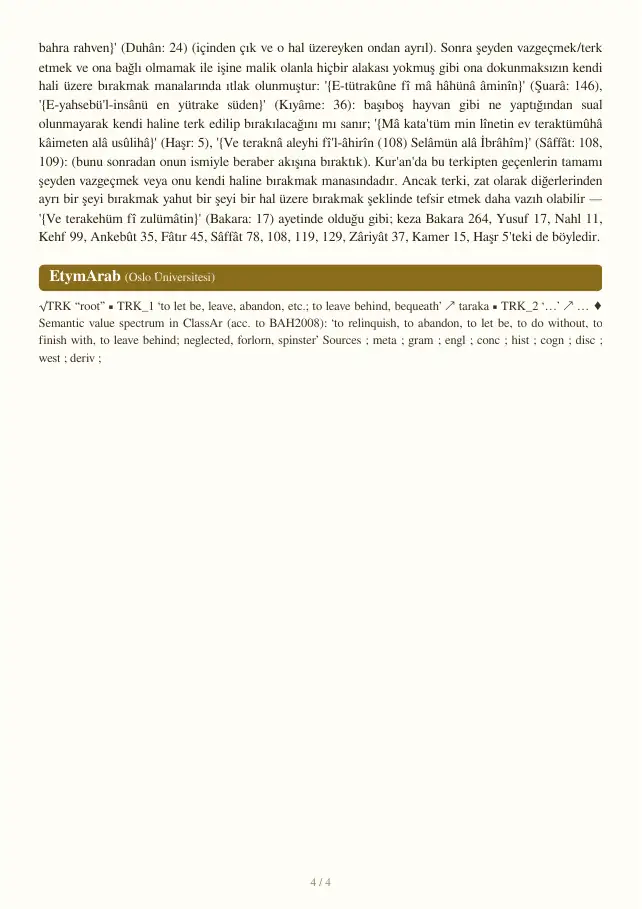 bahra rahven}' (Duhân: 24) (içinden çık ve o hal üzereyken ondan ayrıl). Sonra şeyden vazgeçmek/terk
etmek ve ona bağlı olmamak ile işine malik olanla hiçbir alakası yokmuş gibi ona dokunmaksızın kendi
hali üzere bırakmak manalarında ıtlak olunmuştur: '{E-tütrakûne fî mâ hâhünâ âminîn}' (Şuarâ: 146),
'{E-yahsebü'l-insânü en yütrake süden}' (Kıyâme: 36): başıboş hayvan gibi ne yaptığından sual
olunmayarak kendi haline terk edilip bırakılacağını mı sanır; '{Mâ kata'tüm min lînetin ev teraktümûhâ
kâimeten alâ usûlihâ}' (Haşr: 5), '{Ve teraknâ aleyhi fî'l-âhirîn (108) Selâmün alâ İbrâhîm}' (Sâffât: 108,
109): (bunu sonradan onun ismiyle beraber akışına bıraktık). Kur'an'da bu terkipten geçenlerin tamamı
şeyden vazgeçmek veya onu kendi haline bırakmak manasındadır. Ancak terki, zat olarak diğerlerinden
ayrı bir şeyi bırakmak yahut bir şeyi bir hal üzere bırakmak şeklinde tefsir etmek daha vazıh olabilir —
'{Ve terakehüm fî zulümâtin}' (Bakara: 17) ayetinde olduğu gibi; keza Bakara 264, Yusuf 17, Nahl 11,
Kehf 99, Ankebût 35, Fâtır 45, Sâffât 78, 108, 119, 129, Zâriyât 37, Kamer 15, Haşr 5'teki de böyledir.
EtymArab (Oslo Üniversitesi)
√TRK “root” ▪ TRK_1 ‘to let be, leave, abandon, etc.; to leave behind, bequeath’ ↗ taraka ▪ TRK_2 ‘…’ ↗ … ♦
Semantic value spectrum in ClassAr (acc. to BAH2008): ‘to relinquish, to abandon, to let be, to do without, to
finish with, to leave behind; neglected, forlorn, spinster’ Sources ; meta ; gram ; engl ; conc ; hist ; cogn ; disc ;
west ; deriv ;
4 / 4